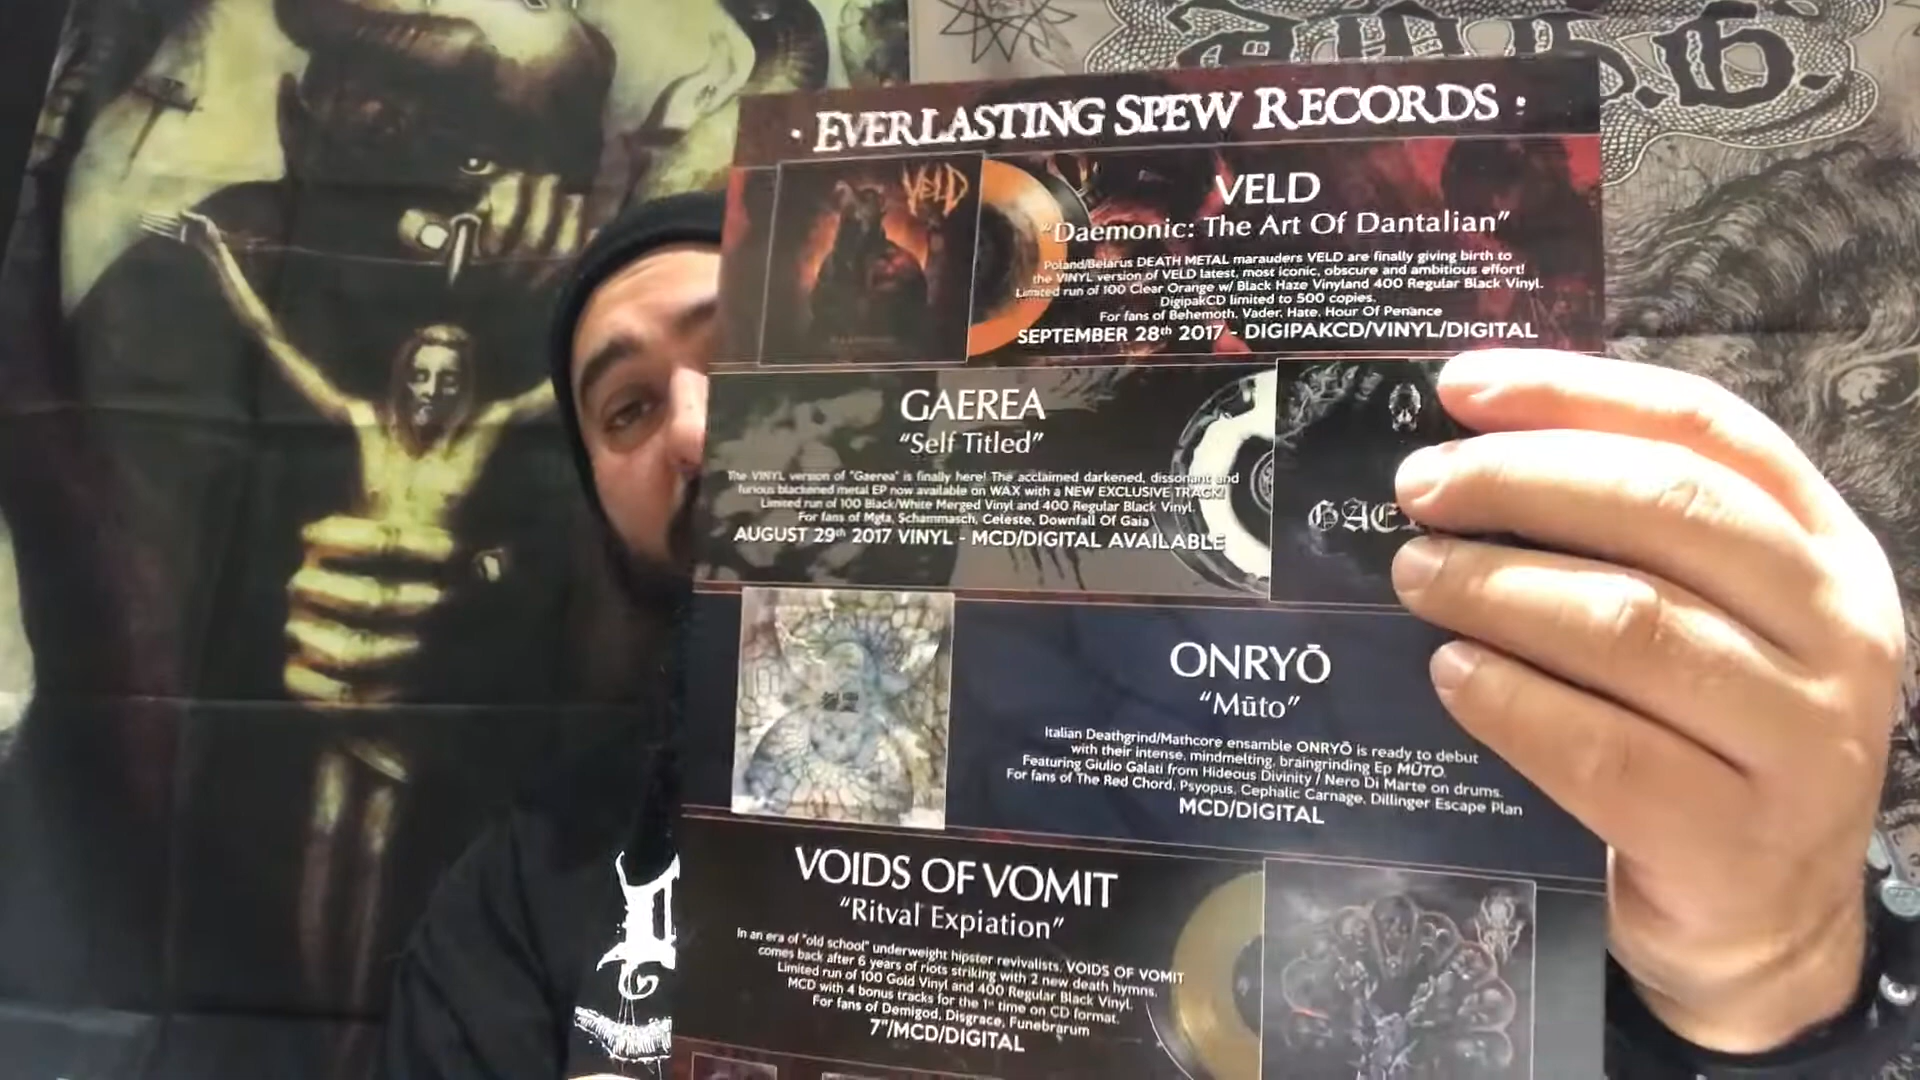 · EVERLASTING SPEW RECORDS ·
VELD
VELD
"Daemonic: The Art Of Dantalian"
Poland/Belarus DEATH METAL marauders VELD are finally giving birth to
the VINYL version of VELD latest, most iconic, obscure and ambitious effort!
Limited run of 100 Clear Orange w/ Black Haze Vinyland 400 Regular Black Vinyl.
DigipakCD limited to 500 copies.
For fans of Behemoth, Vader, Hate, Hour Of Penance
SEPTEMBER 28th 2017 - DIGIPAKCD/VINYL/DIGITAL
GAEREA
"Self Titled"
The VINYL version of "Gaerea" is finally here! The acclaimed darkened, dissonant and
furious blackened metal EP now available on WAX with a NEW EXCLUSIVE TRACK!
Limited run of 100 Black/White Merged Vinyl and 400 Regular Black Vinyl.
For fans of Mgła, Schammasch, Celeste, Downfall Of Gaia
AUGUST 29th 2017 VINYL - MCD/DIGITAL AVAILABLE
GAE
ONRYŌ
"Mūto"
Italian Deathgrind/Mathcore ensamble ONRYŌ is ready to debut
with their intense, mindmelting, braingrinding Ep MŪTO.
Featuring Giulio Galati from Hideous Divinity / Nero Di Marte on drums.
For fans of The Red Chord, Psyopus, Cephalic Carnage, Dillinger Escape Plan
MCD/DIGITAL
VOIDS OF VOMIT
"Ritval Expiation"
In an era of "old school" underweight hipster revivalists, VOIDS OF VOMIT
comes back after 6 years of riots striking with 2 new death hymns.
Limited run of 100 Gold Vinyl and 400 Regular Black Vinyl.
MCD with 4 bonus tracks for the 1st time on CD format.
For fans of Demigod, Disgrace, Funebrarum
7"/MCD/DIGITAL